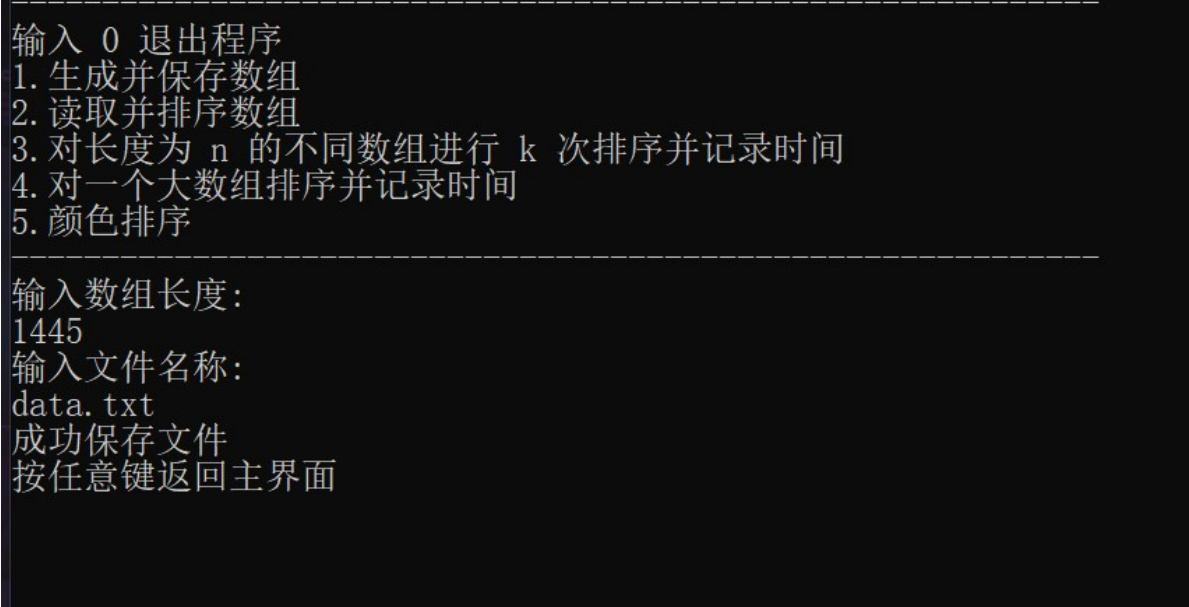 输入 0 退出程序
1.生成并保存数组
2.读取并排序数组
3.对长度为 n 的不同数组进行 k 次排序并记录时间
4.对一个大数组排序并记录时间
5.颜色排序
输入数组长度:
1445
输入文件名称:
data.txt
成功保存文件
按任意键返回主界面